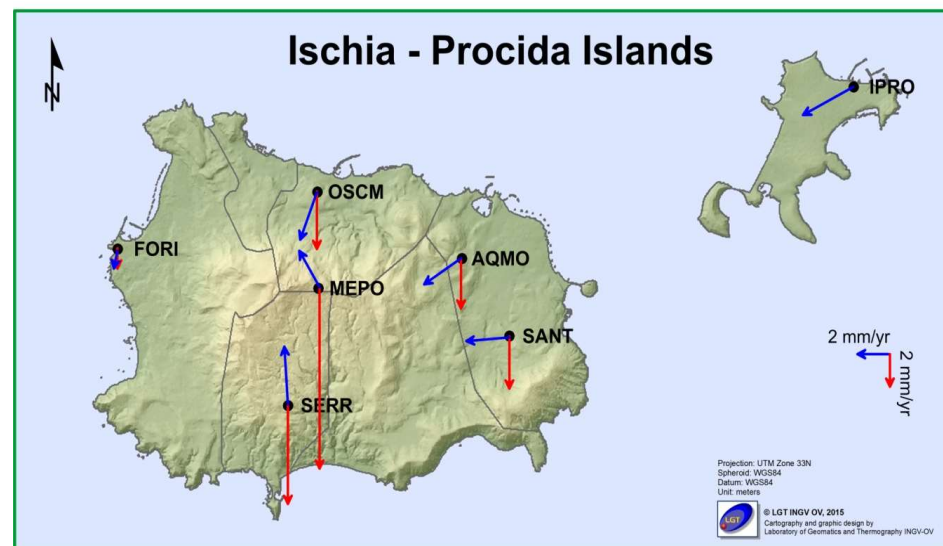 Ischia - Procida Islands
N
IPRO
OSCM
FORI
AQMO
MEPO
SANT
2 mm/yr
2 mm/yr
SERR
Projection: UTM Zone 33N
Spheroid: WGS84
Datum: WGS84
Unit: meters
LGT
© LGT INGV OV, 2015
Cartography and graphic design by
Laboratory of Geomatics and Thermography INGV-OV